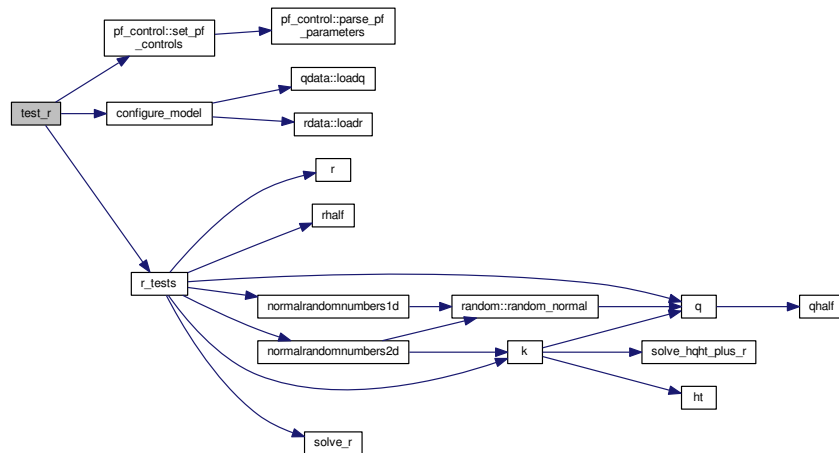 pf_control::set_pf
_controls
pf_control::parse_pf
_parameters
test_r
configure_model
qdata::loadq
rdata::loadr
r
rhalf
r_tests
normalrandomnumbers1d
random::random_normal
q
qhalf
normalrandomnumbers2d
k
solve_hqht_plus_r
ht
solve_r